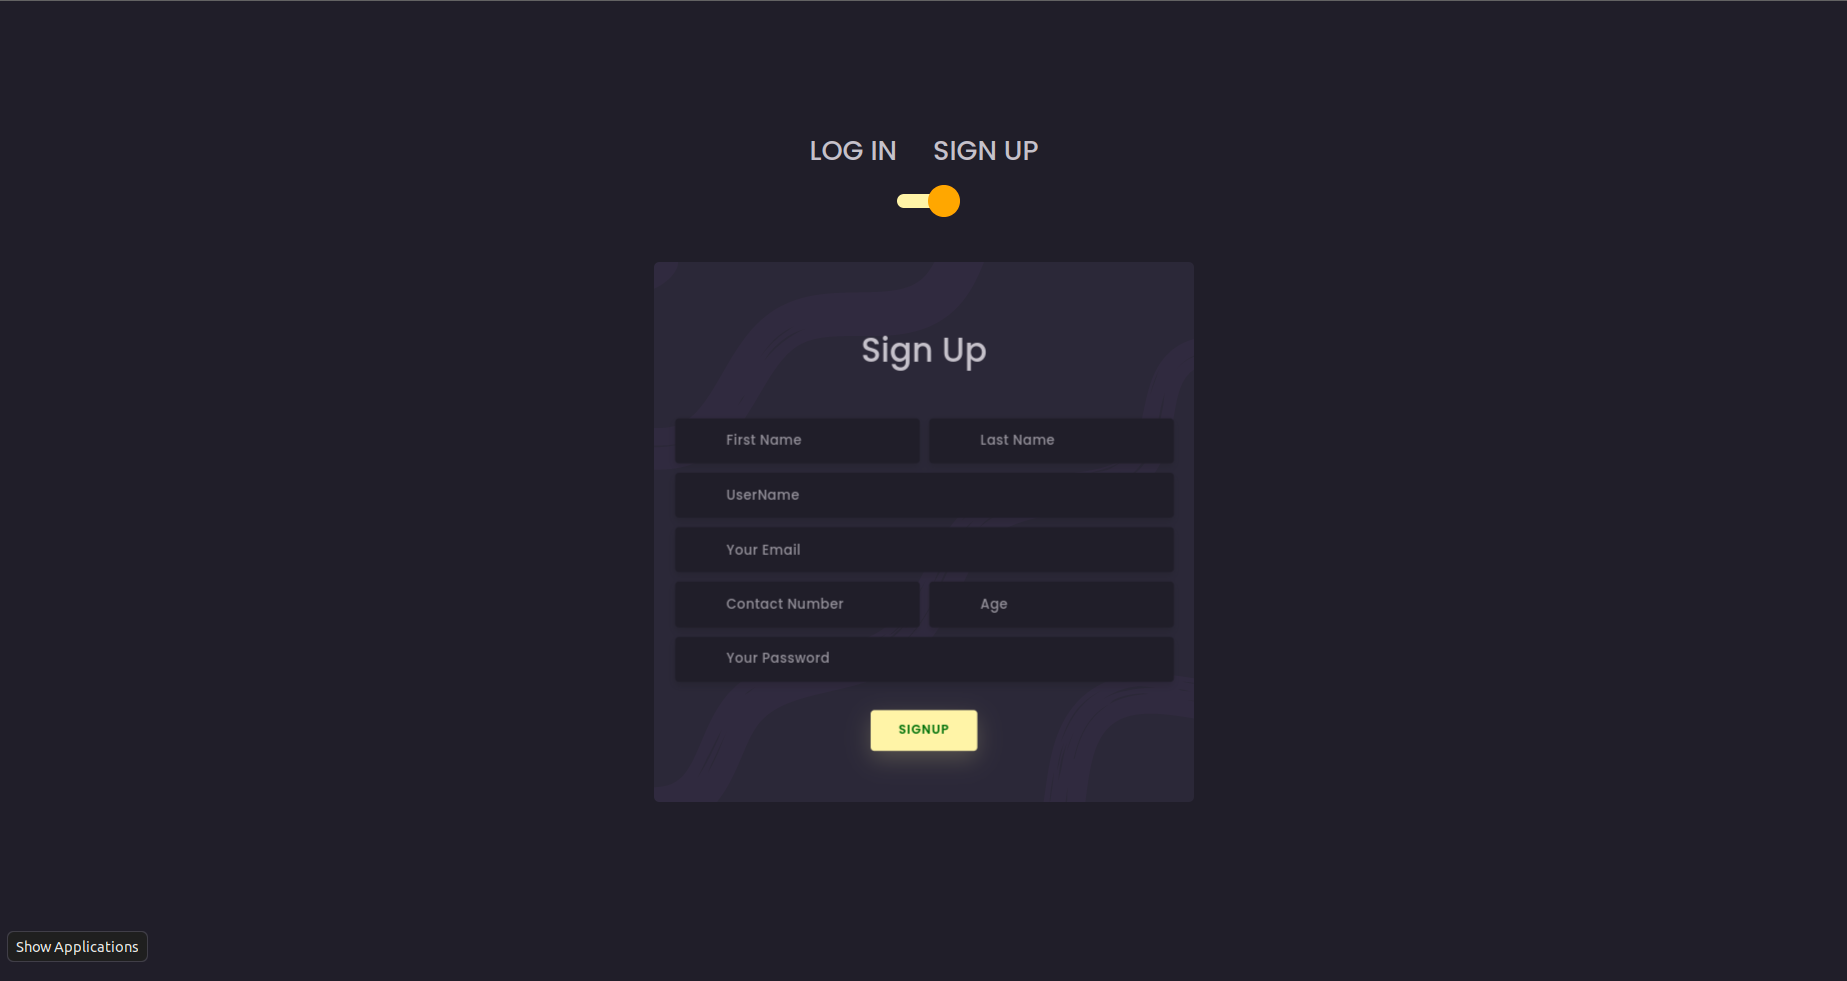 LOG IN SIGN UP
Sign Up
First Name Last Name
UserName
Your Email
Contact Number Age
Your Password
SIGNUP
Show Applications